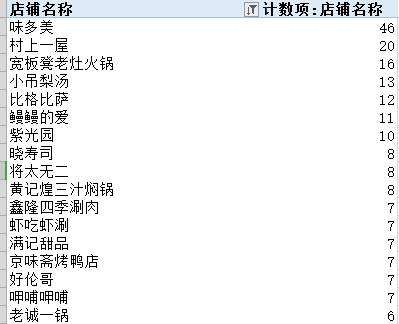 店铺名称 计数项:店铺名称
味多美 46
村上一屋 20
宽板凳老灶火锅 16
小吊梨汤 13
比格比萨 12
鳗鳗的爱 11
紫光园 10
晓寿司 8
将太无二 8
黄记煌三汁焖锅 8
鑫隆四季涮肉 7
虾吃虾涮 7
满记甜品 7
京味斋烤鸭店 7
好伦哥 7
呷哺呷哺 7
老诚一锅 6